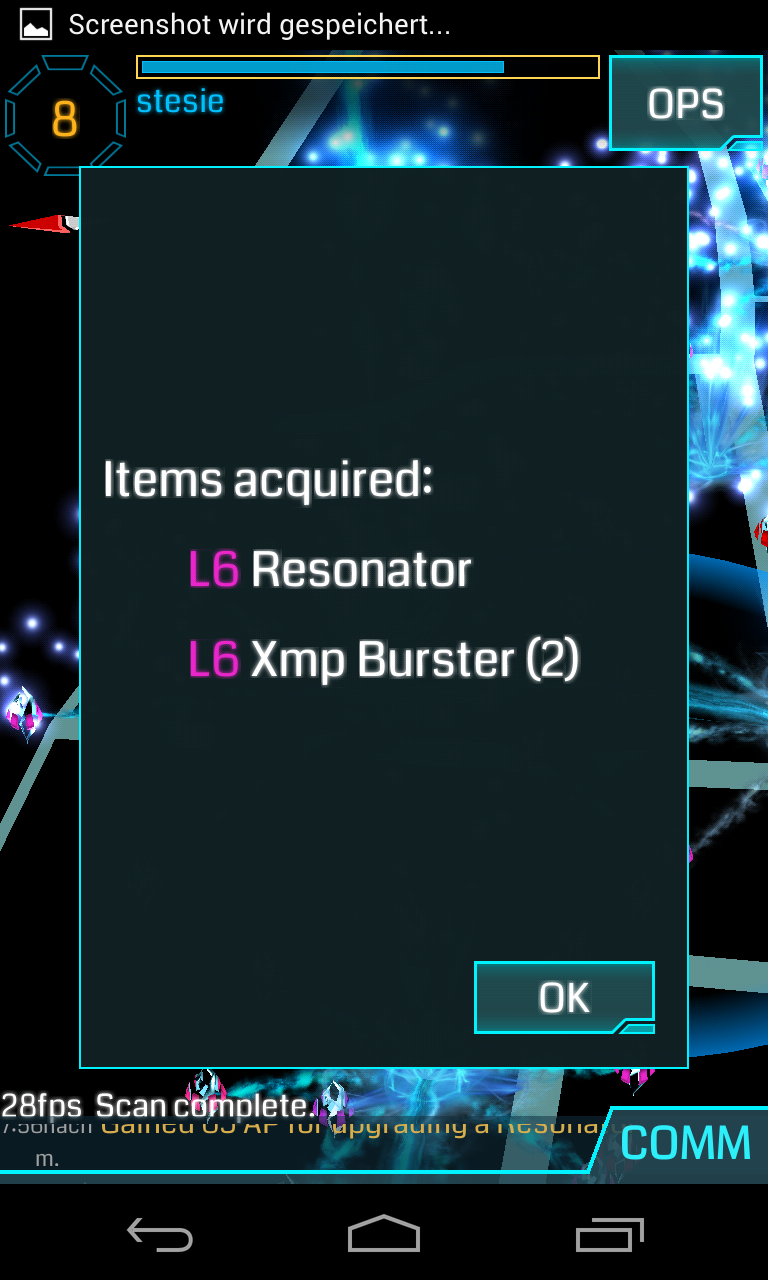 Screenshot wird gespeichert...
8
stesie
OPS
Items acquired:
L6 Resonator
L6 Xmp Burster (2)
OK
28fps Scan complete.
7:56nach Gained 65 AP for upgrading a Resona
m.
COMM